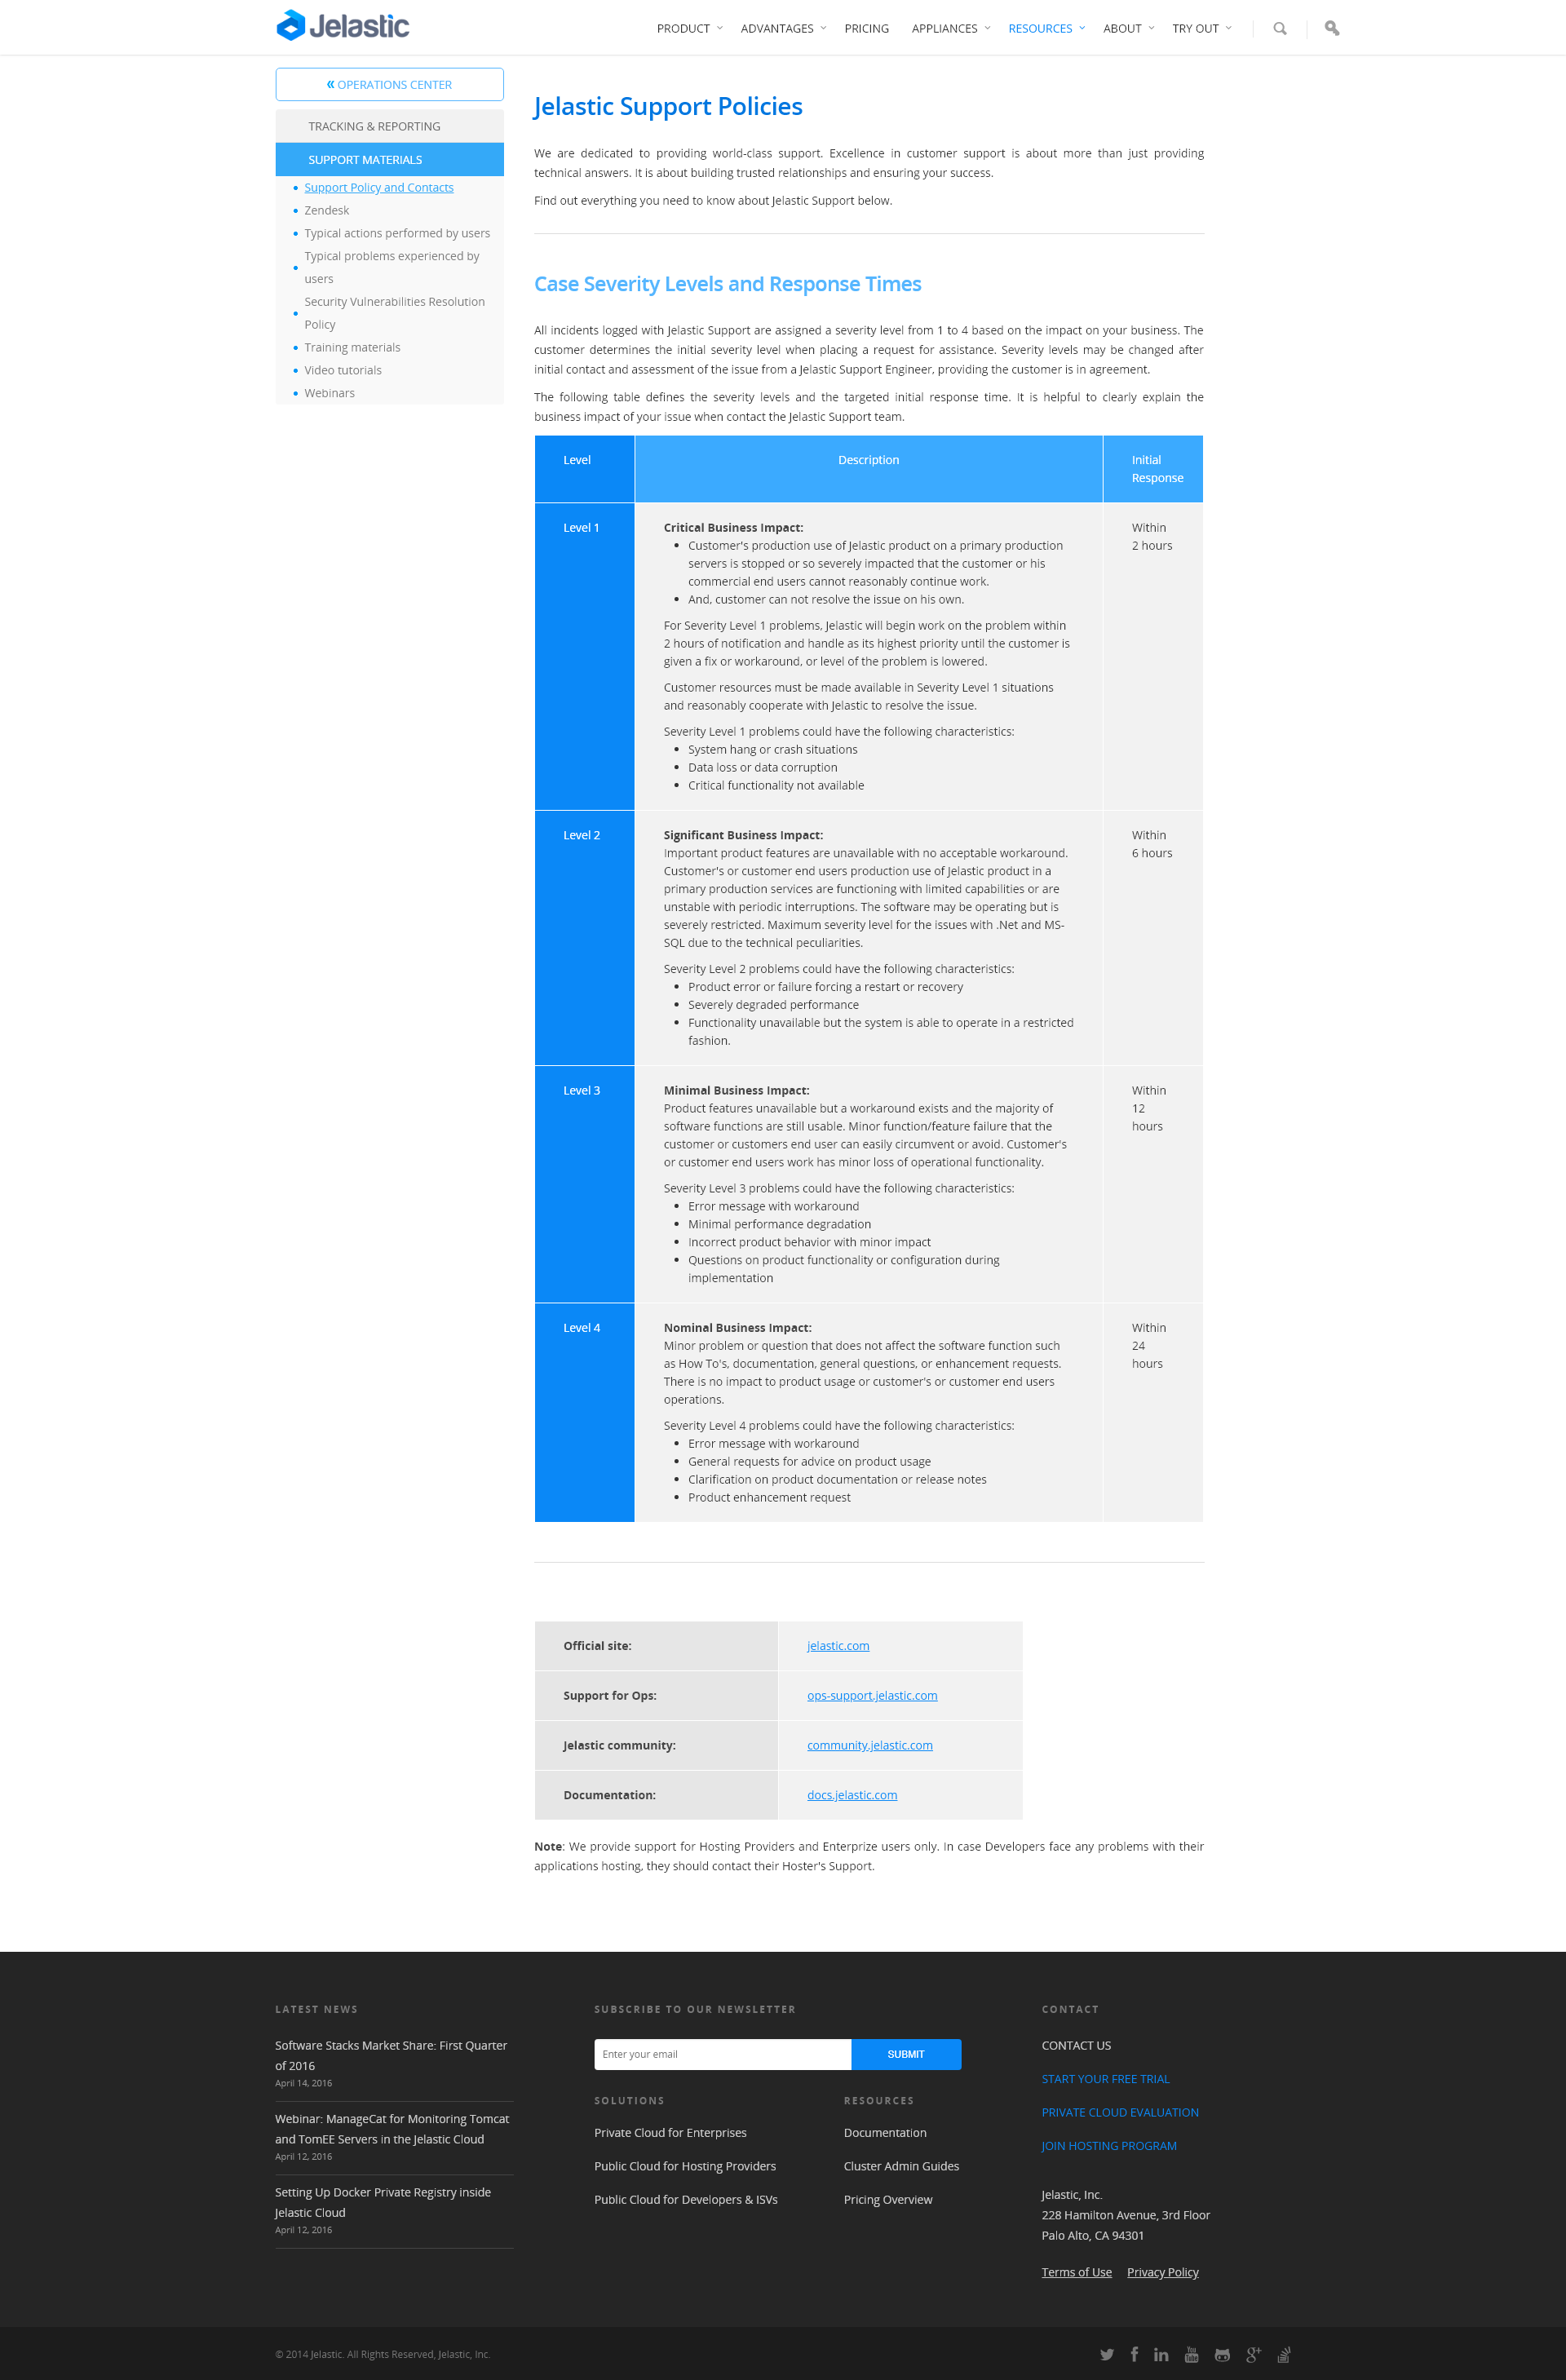 Jelastic
PRODUCT
ADVANTAGES
PRICING
APPLIANCES
RESOURCES
ABOUT
TRY OUT
« OPERATIONS CENTER
TRACKING & REPORTING
SUPPORT MATERIALS
Support Policy and Contacts
Zendesk
Typical actions performed by users
Typical problems experienced by
users
Security Vulnerabilities Resolution
Policy
Training materials
Video tutorials
Webinars
Jelastic Support Policies
We are dedicated to providing world-class support. Excellence in customer support is about more than just providing
technical answers. It is about building trusted relationships and ensuring your success.
Find out everything you need to know about Jelastic Support below.
Case Severity Levels and Response Times
All incidents logged with Jelastic Support are assigned a severity level from 1 to 4 based on the impact on your business. The
customer determines the initial severity level when placing a request for assistance. Severity levels may be changed after
initial contact and assessment of the issue from a Jelastic Support Engineer, providing the customer is in agreement.
The following table defines the severity levels and the targeted initial response time. It is helpful to clearly explain the
business impact of your issue when contact the Jelastic Support team.
Level
Description
Initial
Response
Level 1
Critical Business Impact:
• Customer's production use of Jelastic product on a primary production
servers is stopped or so severely impacted that the customer or his
commercial end users cannot reasonably continue work.
• And, customer can not resolve the issue on his own.
For Severity Level 1 problems, Jelastic will begin work on the problem within
2 hours of notification and handle as its highest priority until the customer is
given a fix or workaround, or level of the problem is lowered.
Customer resources must be made available in Severity Level 1 situations
and reasonably cooperate with Jelastic to resolve the issue.
Severity Level 1 problems could have the following characteristics:
• System hang or crash situations
• Data loss or data corruption
• Critical functionality not available
Within
2 hours
Level 2
Significant Business Impact:
Important product features are unavailable with no acceptable workaround.
Customer's or customer end users production use of Jelastic product in a
primary production services are functioning with limited capabilities or are
unstable with periodic interruptions. The software may be operating but is
severely restricted. Maximum severity level for the issues with .Net and MS-
SQL due to the technical peculiarities.
Severity Level 2 problems could have the following characteristics:
• Product error or failure forcing a restart or recovery
• Severely degraded performance
• Functionality unavailable but the system is able to operate in a restricted
fashion.
Within
6 hours
Level 3
Minimal Business Impact:
Product features unavailable but a workaround exists and the majority of
software functions are still usable. Minor function/feature failure that the
customer or customers end user can easily circumvent or avoid. Customer's
or customer end users work has minor loss of operational functionality.
Severity Level 3 problems could have the following characteristics:
• Error message with workaround
• Minimal performance degradation
• Incorrect product behavior with minor impact
• Questions on product functionality or configuration during
implementation
Within
12
hours
Level 4
Nominal Business Impact:
Minor problem or question that does not affect the software function such
as How To's, documentation, general questions, or enhancement requests.
There is no impact to product usage or customer's or customer end users
operations.
Severity Level 4 problems could have the following characteristics:
• Error message with workaround
• General requests for advice on product usage
• Clarification on product documentation or release notes
• Product enhancement request
Within
24
hours
Official site:
jelastic.com
Support for Ops:
ops-support.jelastic.com
Jelastic community:
community.jelastic.com
Documentation:
docs.jelastic.com
Note: We provide support for Hosting Providers and Enterprize users only. In case Developers face any problems with their
applications hosting, they should contact their Hoster's Support.
LATEST NEWS
Software Stacks Market Share: First Quarter
of 2016
April 14, 2016
Webinar: ManageCat for Monitoring Tomcat
and TomEE Servers in the Jelastic Cloud
April 12, 2016
Setting Up Docker Private Registry inside
Jelastic Cloud
April 12, 2016
SUBSCRIBE TO OUR NEWSLETTER
Enter your email
SUBMIT
SOLUTIONS
Private Cloud for Enterprises
Public Cloud for Hosting Providers
Public Cloud for Developers & ISVs
RESOURCES
Documentation
Cluster Admin Guides
Pricing Overview
CONTACT
CONTACT US
START YOUR FREE TRIAL
PRIVATE CLOUD EVALUATION
JOIN HOSTING PROGRAM
Jelastic, Inc.
228 Hamilton Avenue, 3rd Floor
Palo Alto, CA 94301
Terms of Use
Privacy Policy
© 2014 Jelastic. All Rights Reserved, Jelastic, Inc.